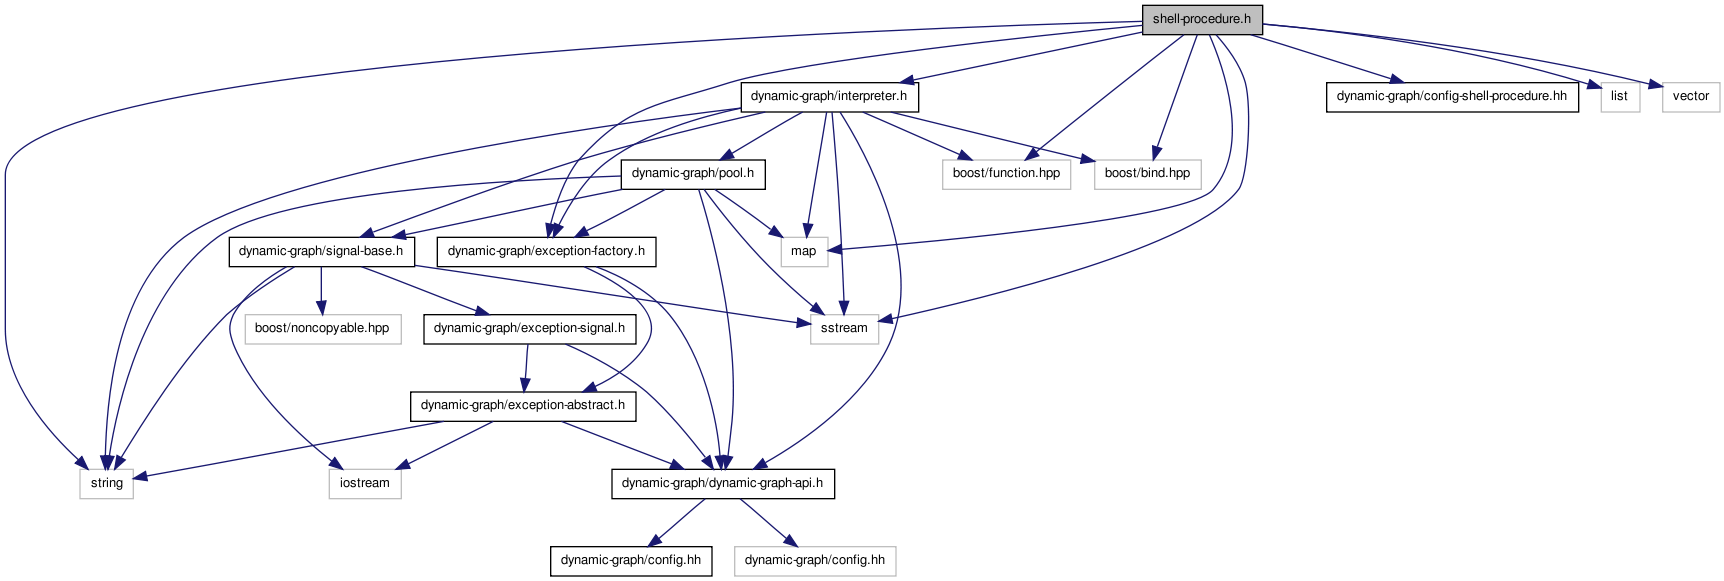 shell-procedure.h
dynamic-graph/interpreter.h
dynamic-graph/config-shell-procedure.hh
list
vector
dynamic-graph/pool.h
boost/function.hpp
boost/bind.hpp
dynamic-graph/signal-base.h
dynamic-graph/exception-factory.h
map
boost/noncopyable.hpp
dynamic-graph/exception-signal.h
sstream
dynamic-graph/exception-abstract.h
string
iostream
dynamic-graph/dynamic-graph-api.h
dynamic-graph/config.hh
dynamic-graph/config.hh